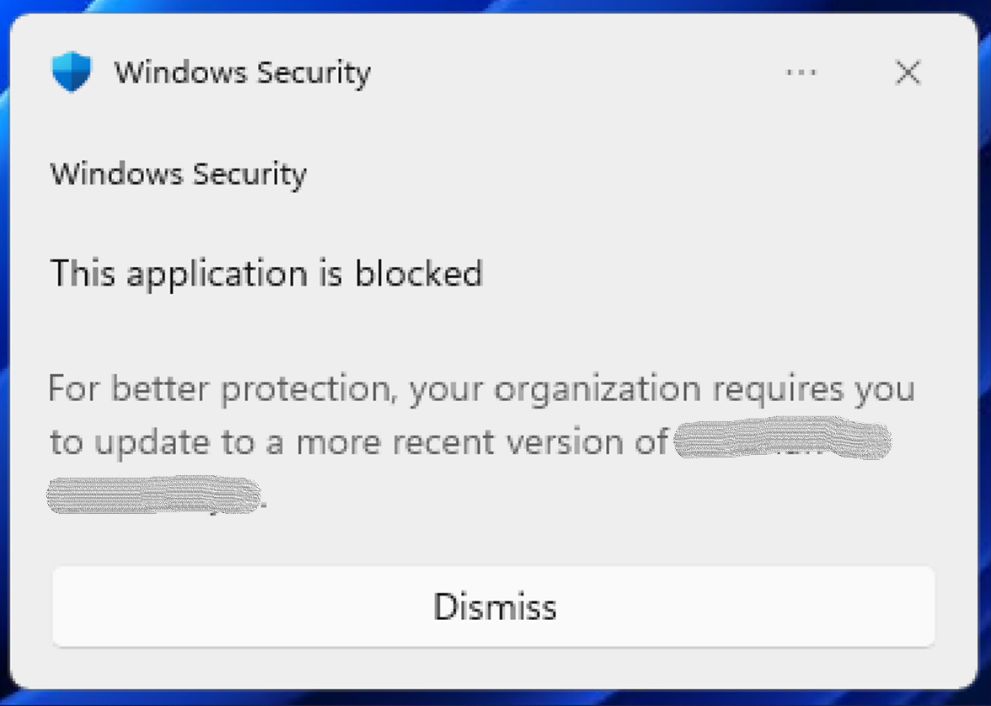 Windows Security
Windows Security
This application is blocked
For better protection, your organization requires you
to update to a more recent version of
.
Dismiss